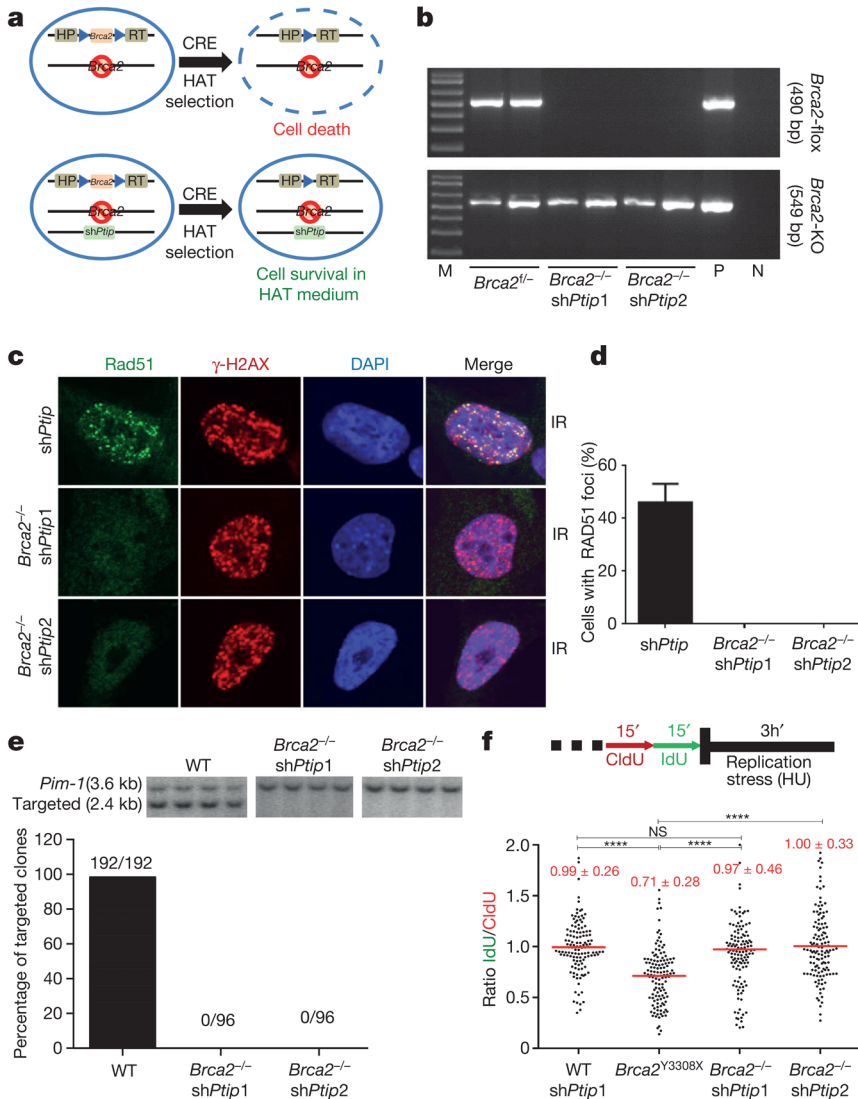 a
HP Brca2 RT
Brca2
CRE
HAT
selection
HP RT
Brca2
Cell death
HP Brca2 RT
Brca2
shPtip
CRE
HAT
selection
HP RT
Brca2
shPtip
Cell survival in
HAT medium
b
Brca2-flox
(490 bp)
Brca2-KO
(549 bp)
M
Brca2f/–
Brca2–/–
shPtip1
Brca2–/–
shPtip2
P
N
c
Rad51 γ-H2AX DAPI Merge
shPtip
IR
Brca2–/–
shPtip1
IR
Brca2–/–
shPtip2
IR
d
Cells with RAD51 foci (%)
60
40
20
0
shPtip
Brca2–/–
shPtip1
Brca2–/–
shPtip2
e
WT
Brca2–/–
shPtip1
Brca2–/–
shPtip2
Pim-1(3.6 kb)
Targeted (2.4 kb)
Percentage of targeted clones
120
100
80
60
40
20
0
192/192
0/96
0/96
WT
Brca2–/–
shPtip1
Brca2–/–
shPtip2
f
15′ 15′ 3h′
CldU IdU Replication
stress (HU)
****
NS
**** ****
Ratio IdU/CldU
2.0
1.5
1.0
0.5
0
0.99 ± 0.26
0.71 ± 0.28
0.97 ± 0.46
1.00 ± 0.33
WT
shPtip1
Brca2Y3308X
Brca2–/–
shPtip1
Brca2–/–
shPtip2